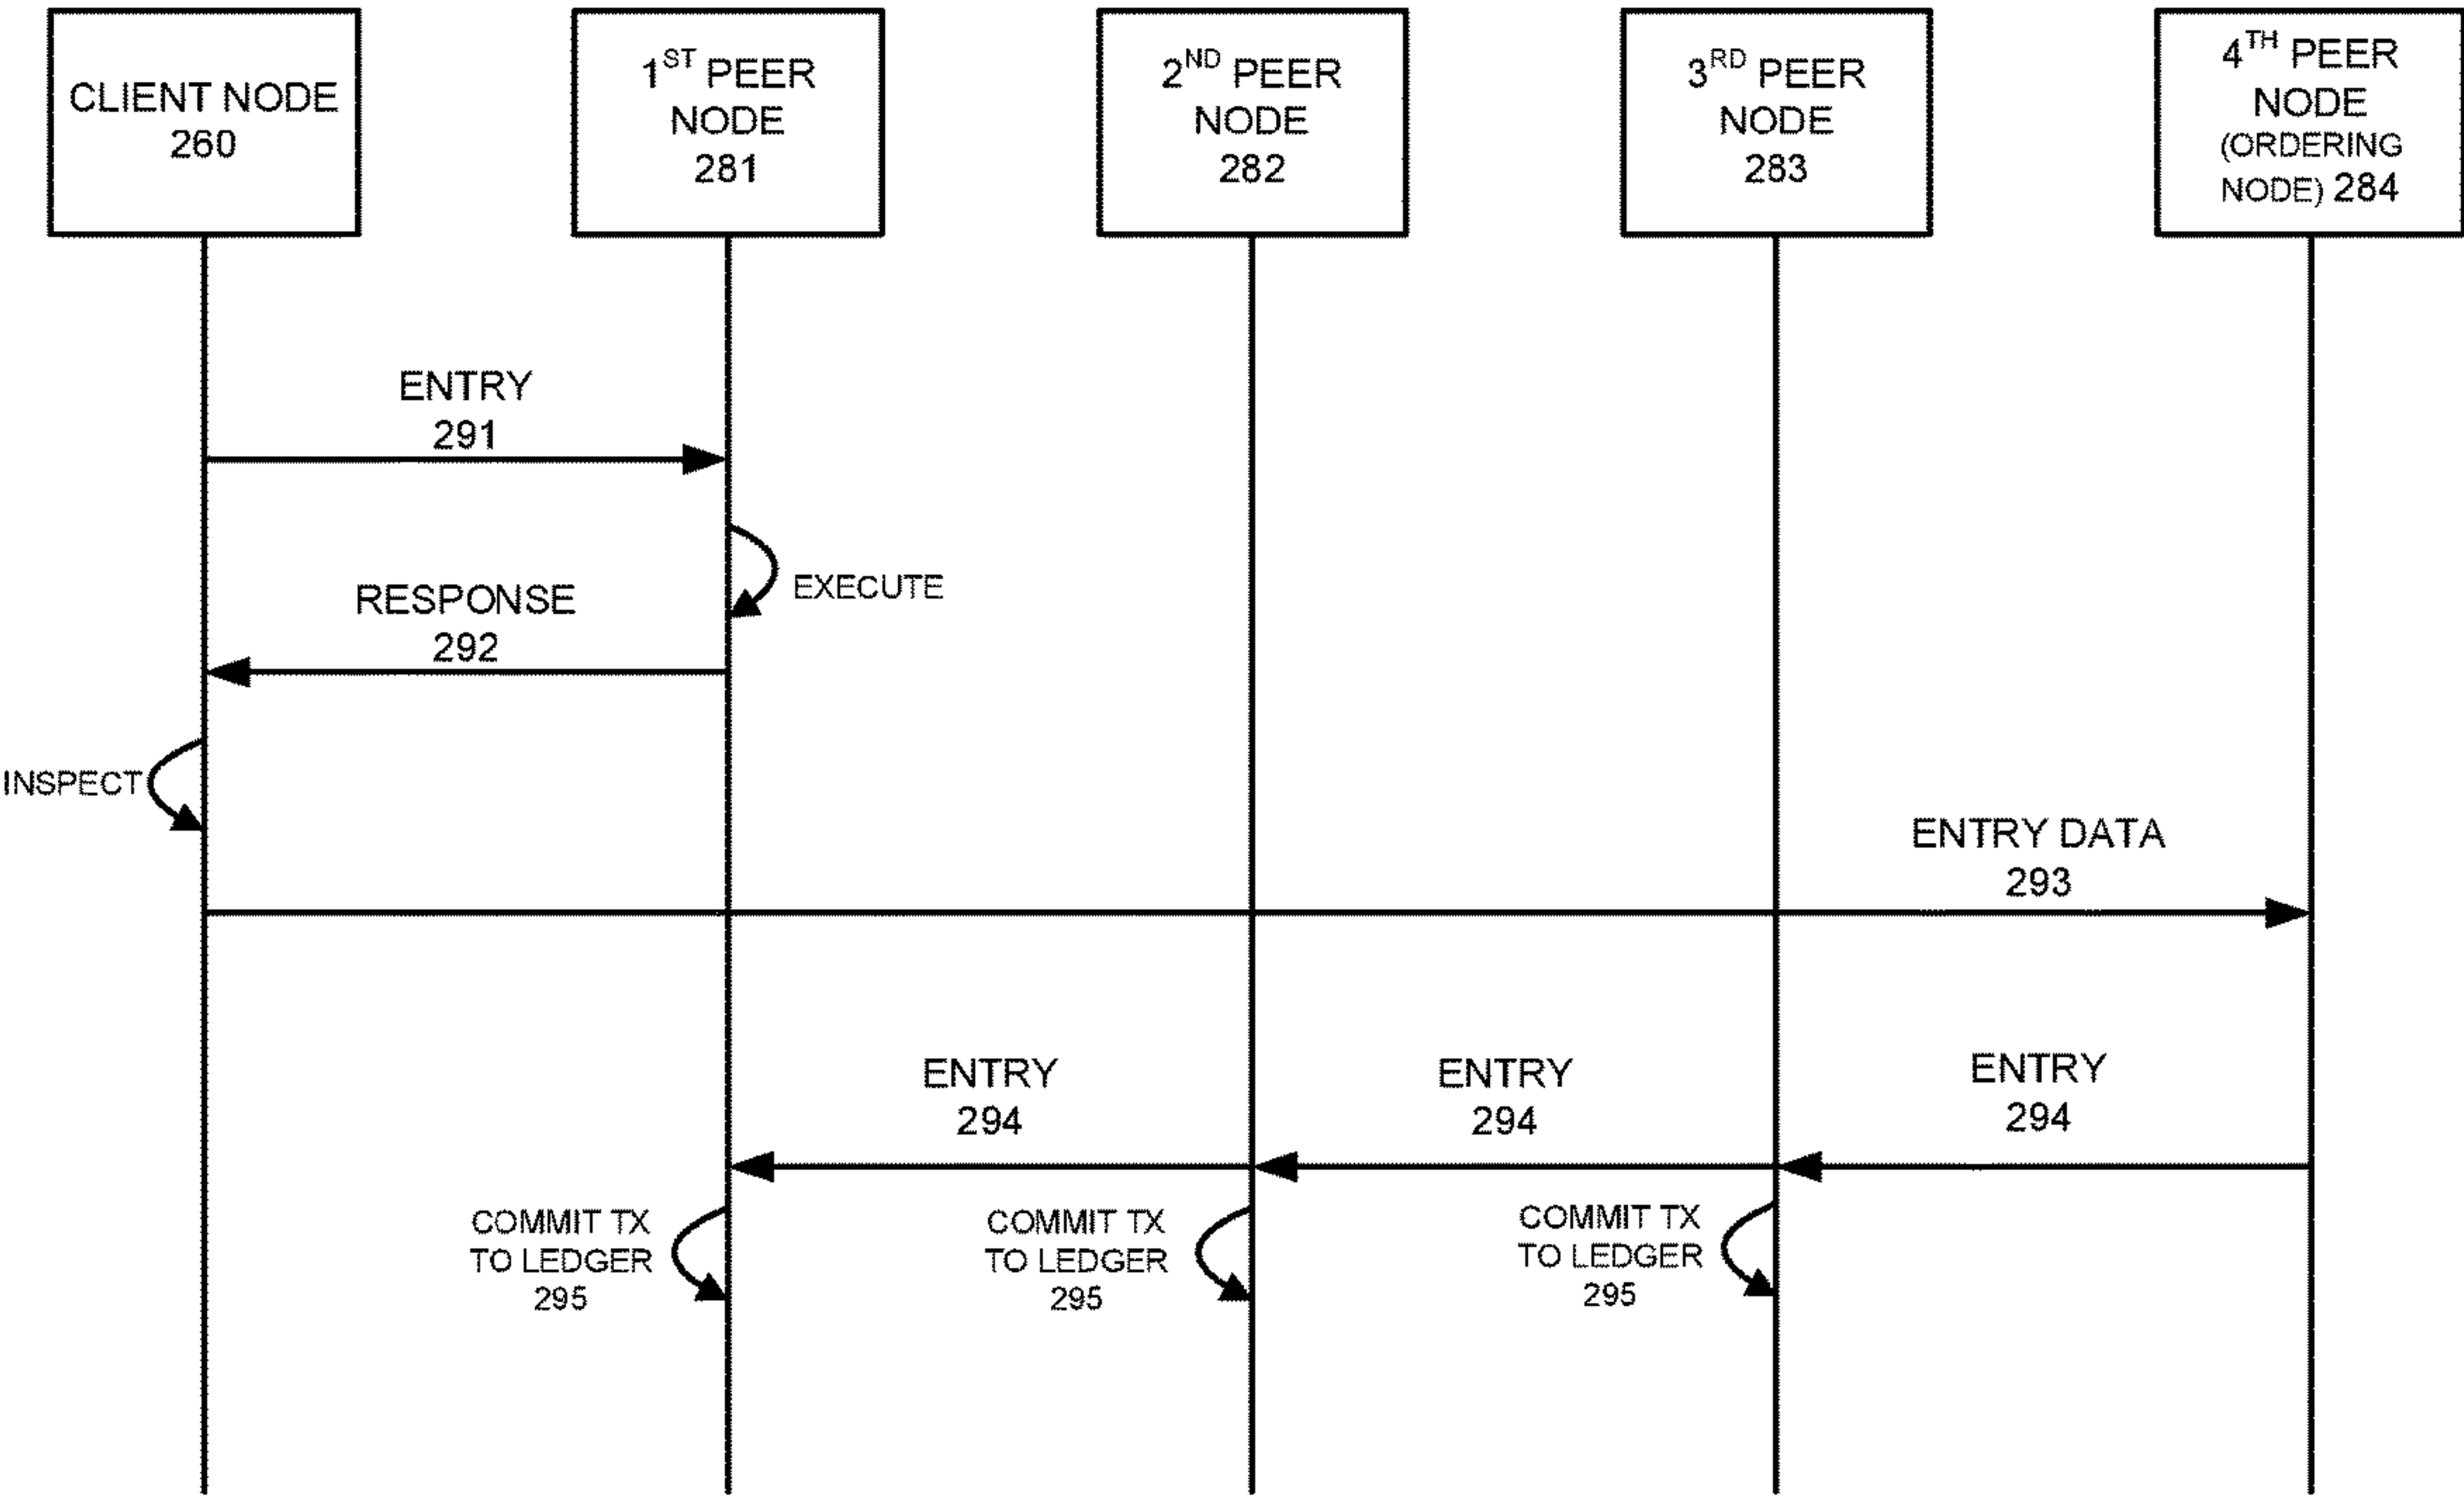 CLIENT NODE
260
1ST PEER
NODE
281
2ND PEER
NODE
282
3RD PEER
NODE
283
4TH PEER
NODE
(ORDERING
NODE) 284
ENTRY
291
EXECUTE
RESPONSE
292
INSPECT
ENTRY DATA
293
ENTRY
294
ENTRY
294
ENTRY
294
COMMIT TX
TO LEDGER
295
COMMIT TX
TO LEDGER
295
COMMIT TX
TO LEDGER
295